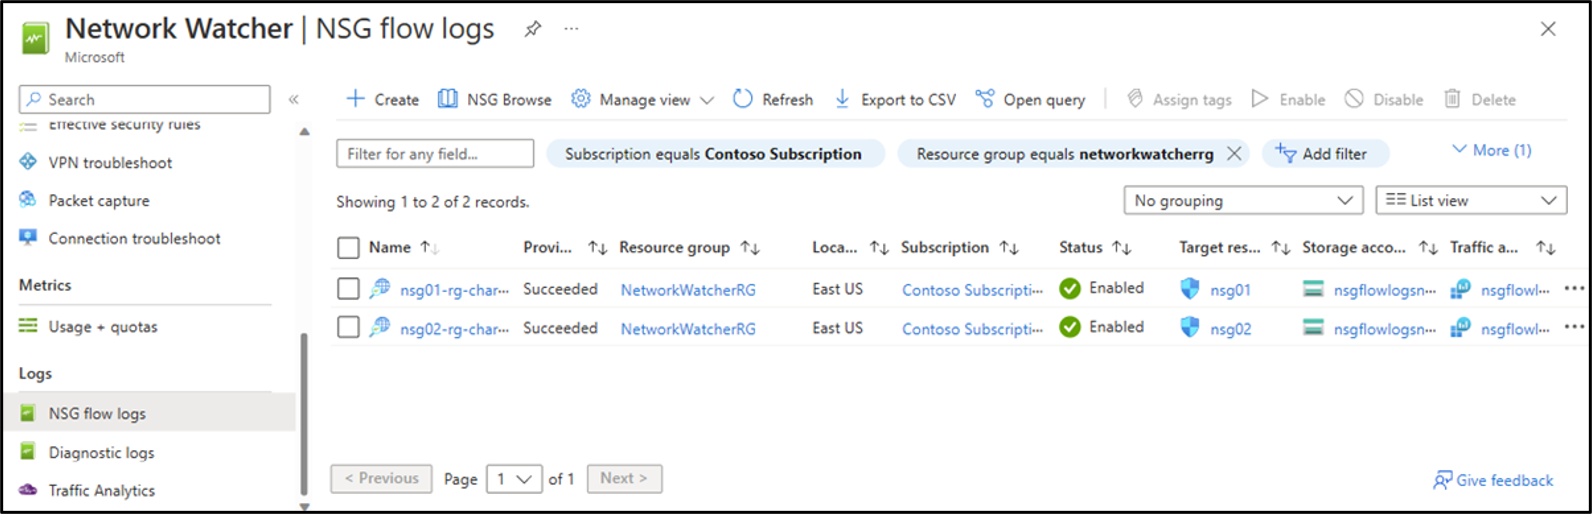 Network Watcher | NSG flow logs
Microsoft
Search
Effective security rules
VPN troubleshoot
Packet capture
Connection troubleshoot
Metrics
Usage + quotas
Logs
NSG flow logs
Diagnostic logs
Traffic Analytics
Create NSG Browse Manage view Refresh Export to CSV Open query Assign tags Enable Disable Delete
Filter for any field... Subscription equals Contoso Subscription Resource group equals networkwatcherrg Add filter More (1)
Showing 1 to 2 of 2 records. No grouping List view
Name Provi... Resource group Loca... Subscription Status Target res... Storage acco... Traffic a...
nsg01-rg-char... Succeeded NetworkWatcherRG East US Contoso Subscripti... Enabled nsg01 nsgflowlogsn... nsgflowl...
nsg02-rg-char... Succeeded NetworkWatcherRG East US Contoso Subscripti... Enabled nsg02 nsgflowlogsn... nsgflowl...
< Previous Page 1 of 1 Next >
Give feedback